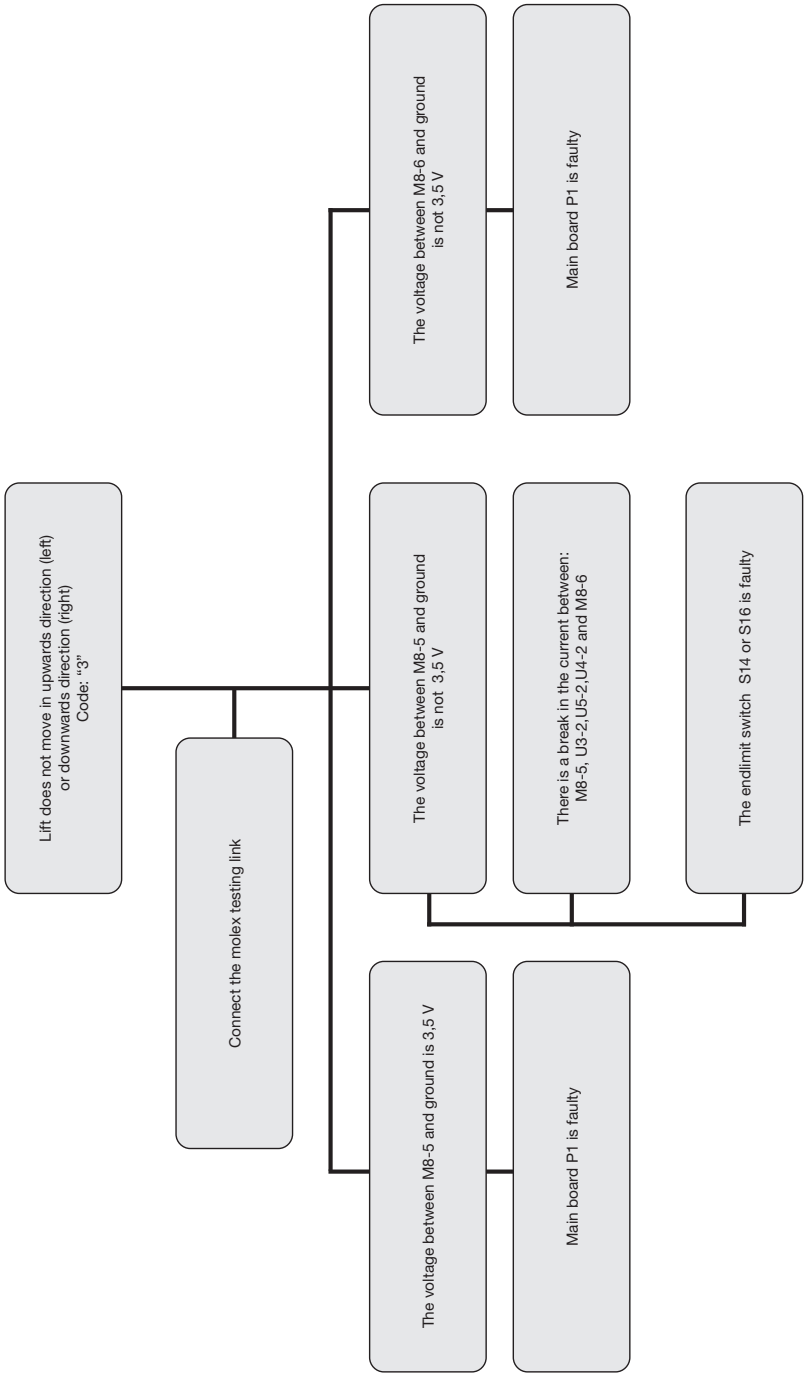 Lift does not move in upwards direction (left)
or downwards direction (right)
Code: “3”
Connect the molex testing link
The voltage between M8-5 and ground is 3,5 V
Main board P1 is faulty
The voltage between M8-5 and ground
is not  3,5 V
There is a break in the current between:
M8-5, U3-2,U5-2,U4-2 and M8-6
The endlimit switch  S14 or S16 is faulty
The voltage between M8-6 and ground
is not 3,5 V
Main board P1 is faulty